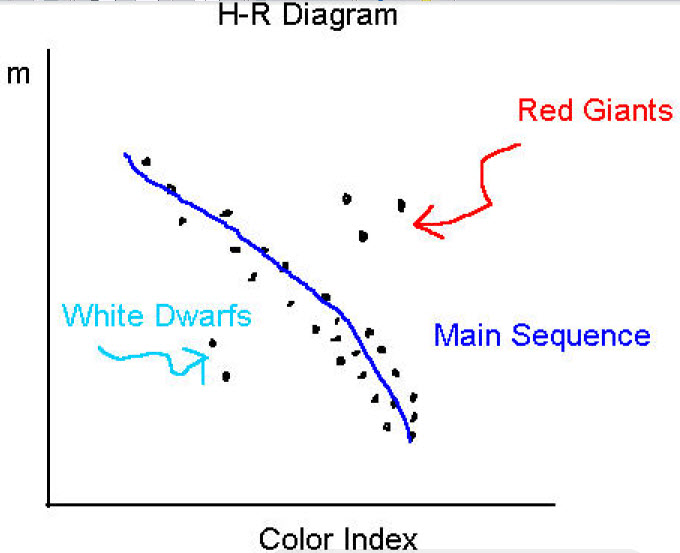 H-R Diagram
m
Red Giants
White Dwarfs
Main Sequence
Color Index